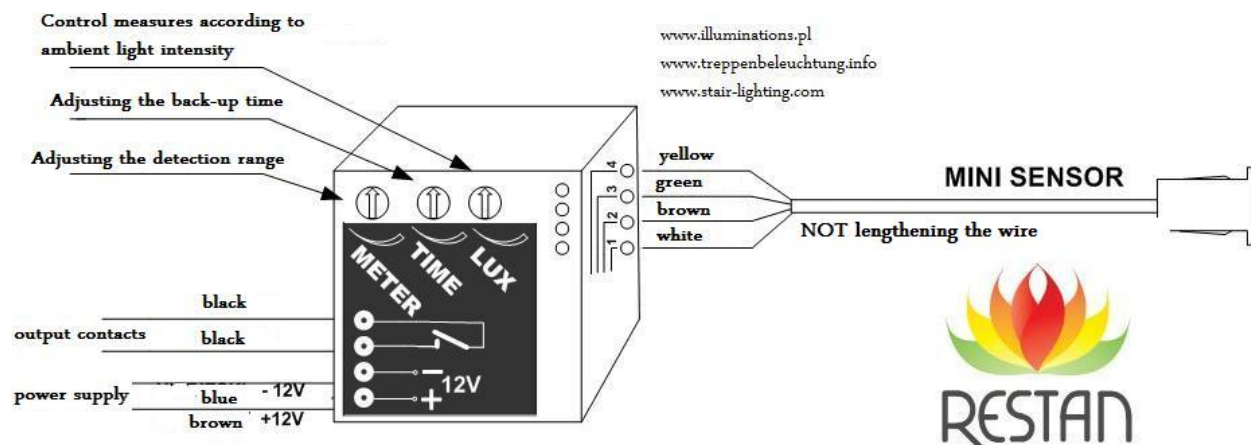 Control measures according to
ambient light intensity
Adjusting the back-up time
Adjusting the detection range
www.illuminations.pl
www.treppenbeleuchtung.info
www.stair-lighting.com
4
yellow
3
green
2
brown
1
white
MINI SENSOR
NOT lengthening the wire
METER
TIME
LUX
black
output contacts
black
power supply
blue - 12V
brown +12V
− 12V
+
RESTAN